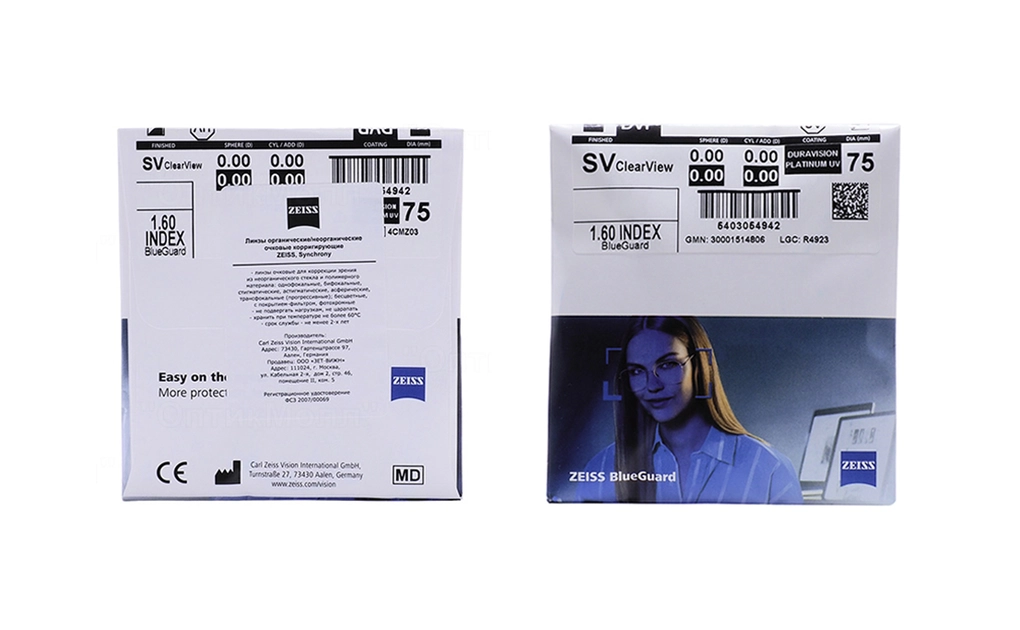 FINISHED SPHERE (D) CYL / ADD (D) COATING DIA (mm)
SV ClearView 0.00 0.00
0.00 0.00
54942
75
4CMZ03
1.60
INDEX
BlueGuard
ZEISS
Линзы органические/неорганические
очковые корригирующие
ZEISS, Synchrony
- линзы очковые для коррекции зрения
из неорганического стекла и полимерного
материала: однофокальные, бифокальные,
стигматические, астигматические, асферические,
трансфокальные (прогрессивные); бесцветные,
с покрытием-фильтром, фотохромные
- не подвергать нагрузкам, не царапать
- хранить при температуре не более 60°С
- срок службы - не менее 2-х лет
Производитель:
Carl Zeiss Vision International GmbH
Адрес: 73430, Гартенштрассе 97,
Аален, Германия
Продавец: ООО «ЗЕТ-ВИЖН»
Адрес: 111024, г. Москва,
ул. Кабельная 2-я, дом 2, стр. 46,
помещение II, ком. 5
Регистрационное удостоверение
ФСЗ 2007/00069
Easy on the
More protect
ZEISS
CE
Carl Zeiss Vision International GmbH,
Turnstraße 27, 73430 Aalen, Germany
www.zeiss.com/vision
MD
FINISHED SPHERE (D) CYL / ADD (D) COATING DIA (mm)
SV ClearView 0.00 0.00 DURAVISION 75
0.00 0.00 PLATINUM UV
5403054942
1.60 INDEX
BlueGuard
GMN: 30001514806 LGC: R4923
ZEISS BlueGuard
ZEISS